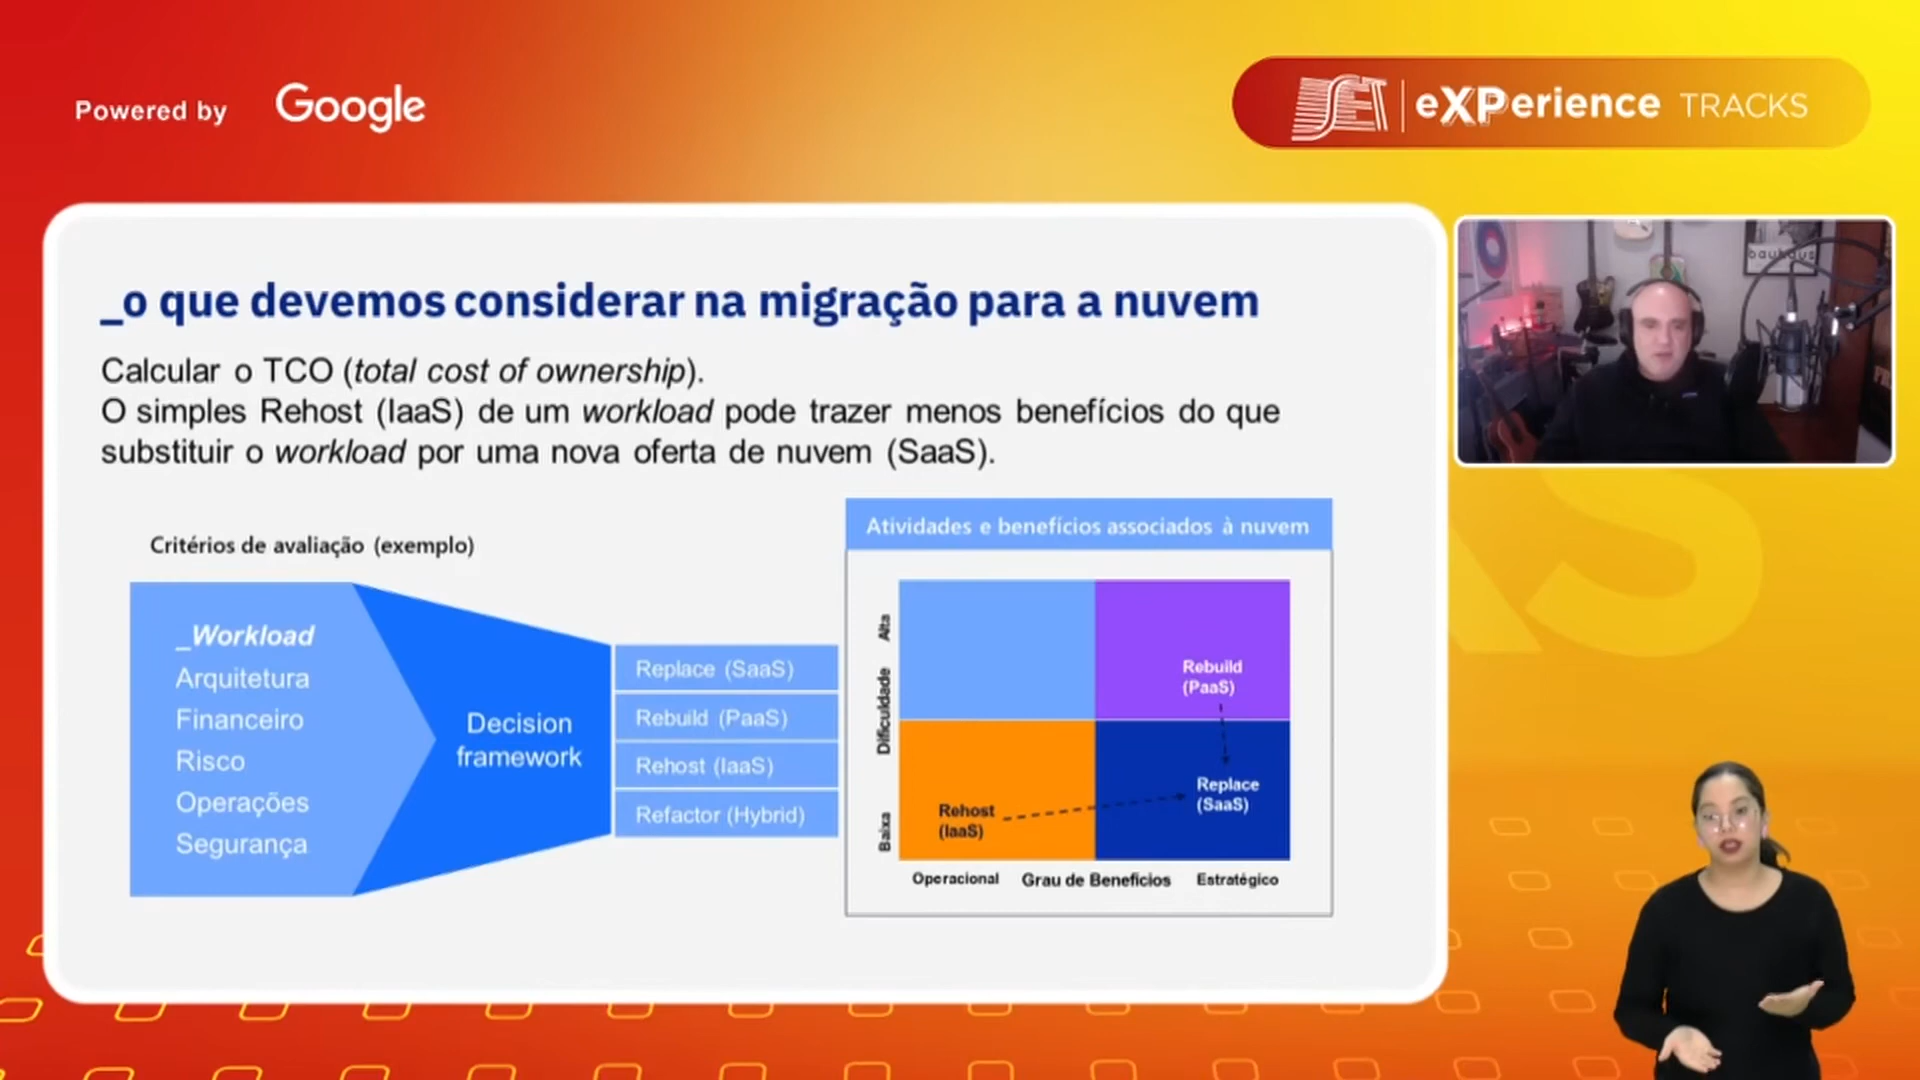 Powered by Google
SET eXPerience TRACKS
bauhaus
_o que devemos considerar na migração para a nuvem
Calcular o TCO (total cost of ownership).
O simples Rehost (IaaS) de um workload pode trazer menos benefícios do que
substituir o workload por uma nova oferta de nuvem (SaaS).
Critérios de avaliação (exemplo)
_Workload
Arquitetura
Financeiro
Risco
Operações
Segurança
Decision
framework
Replace (SaaS)
Rebuild (PaaS)
Rehost (IaaS)
Refactor (Hybrid)
Atividades e benefícios associados à nuvem
Alta
Dificuldade
Baixa
Rebuild
(PaaS)
Replace
(SaaS)
Rehost
(IaaS)
Operacional Grau de Benefícios Estratégico